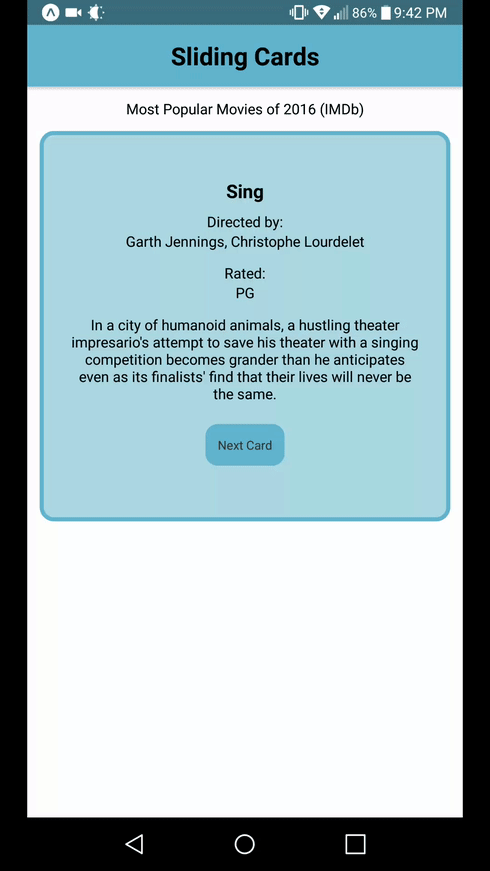 86% 9:42 PM
Sliding Cards
Most Popular Movies of 2016 (IMDb)
Sing
Directed by:
Garth Jennings, Christophe Lourdelet
Rated:
PG
In a city of humanoid animals, a hustling theater
impresario's attempt to save his theater with a singing
competition becomes grander than he anticipates
even as its finalists' find that their lives will never be
the same.
Next Card